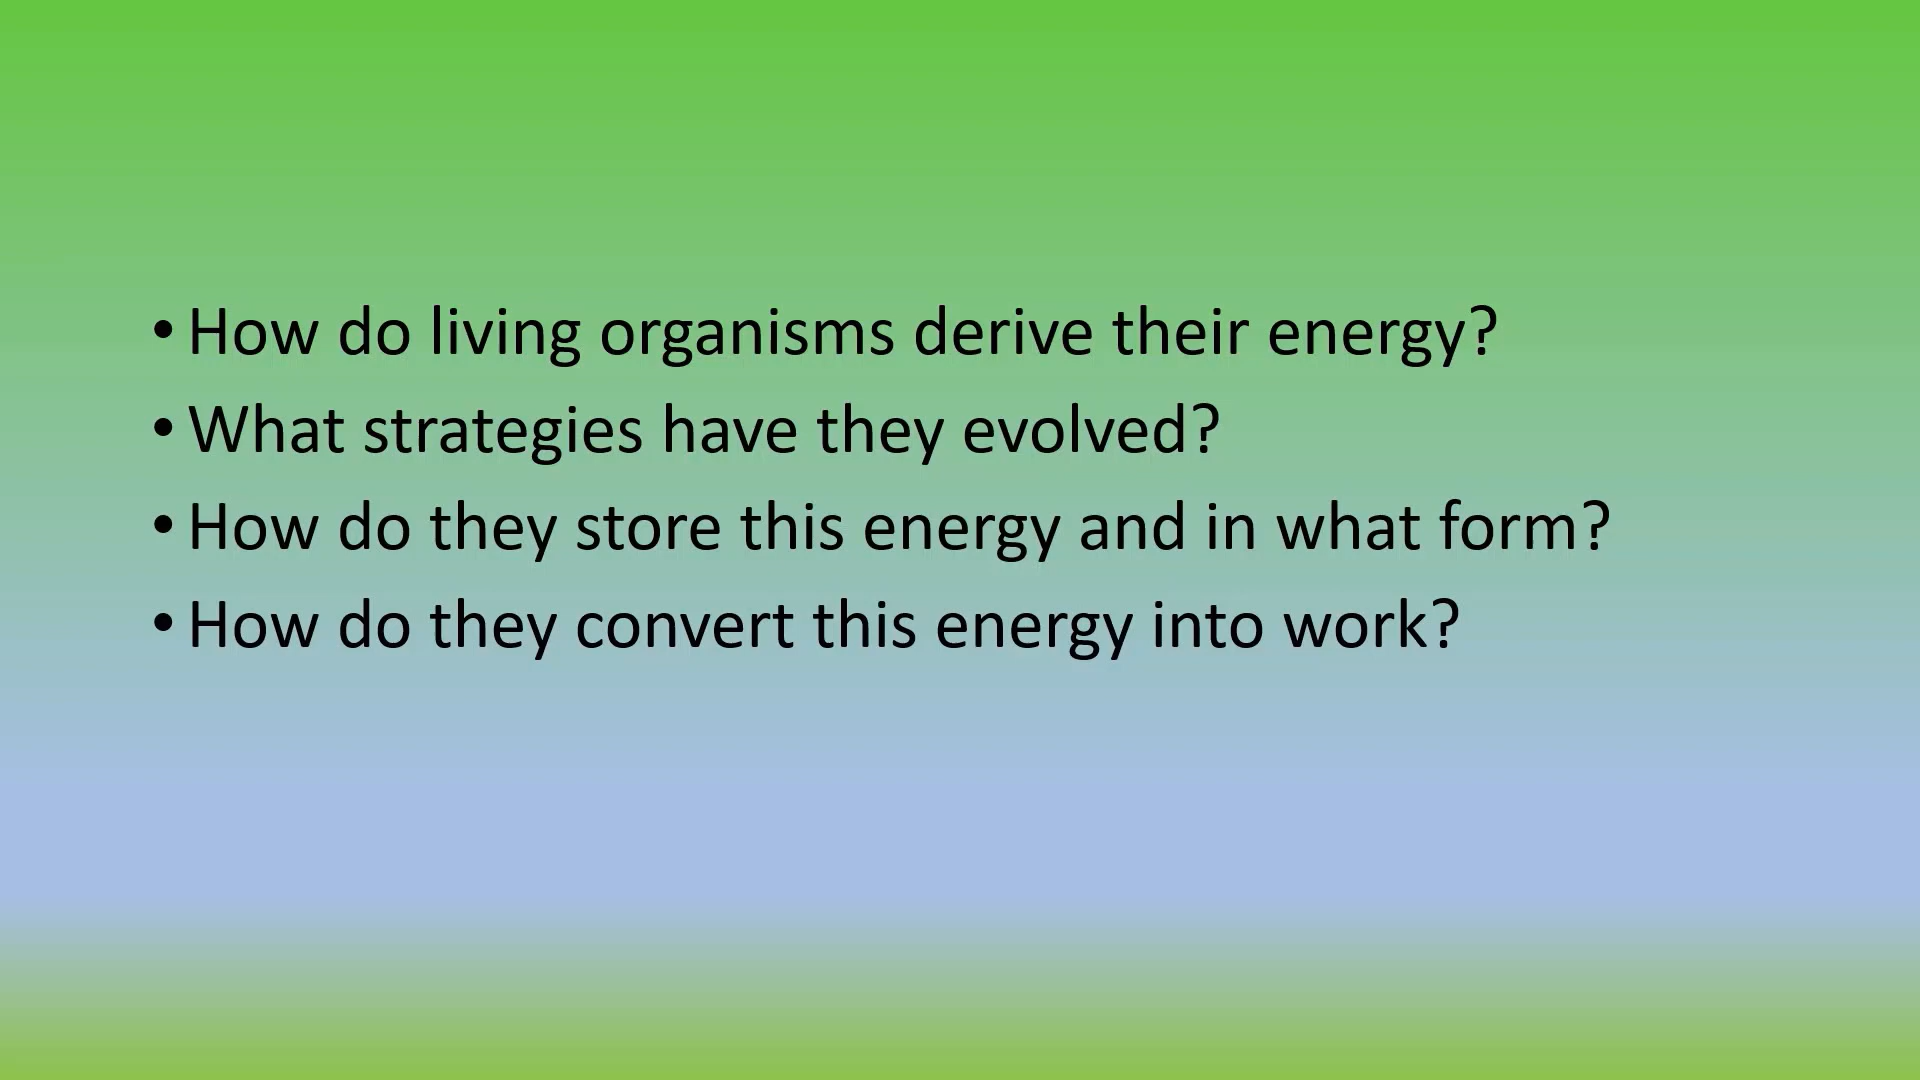 • How do living organisms derive their energy?
• What strategies have they evolved?
• How do they store this energy and in what form?
• How do they convert this energy into work?